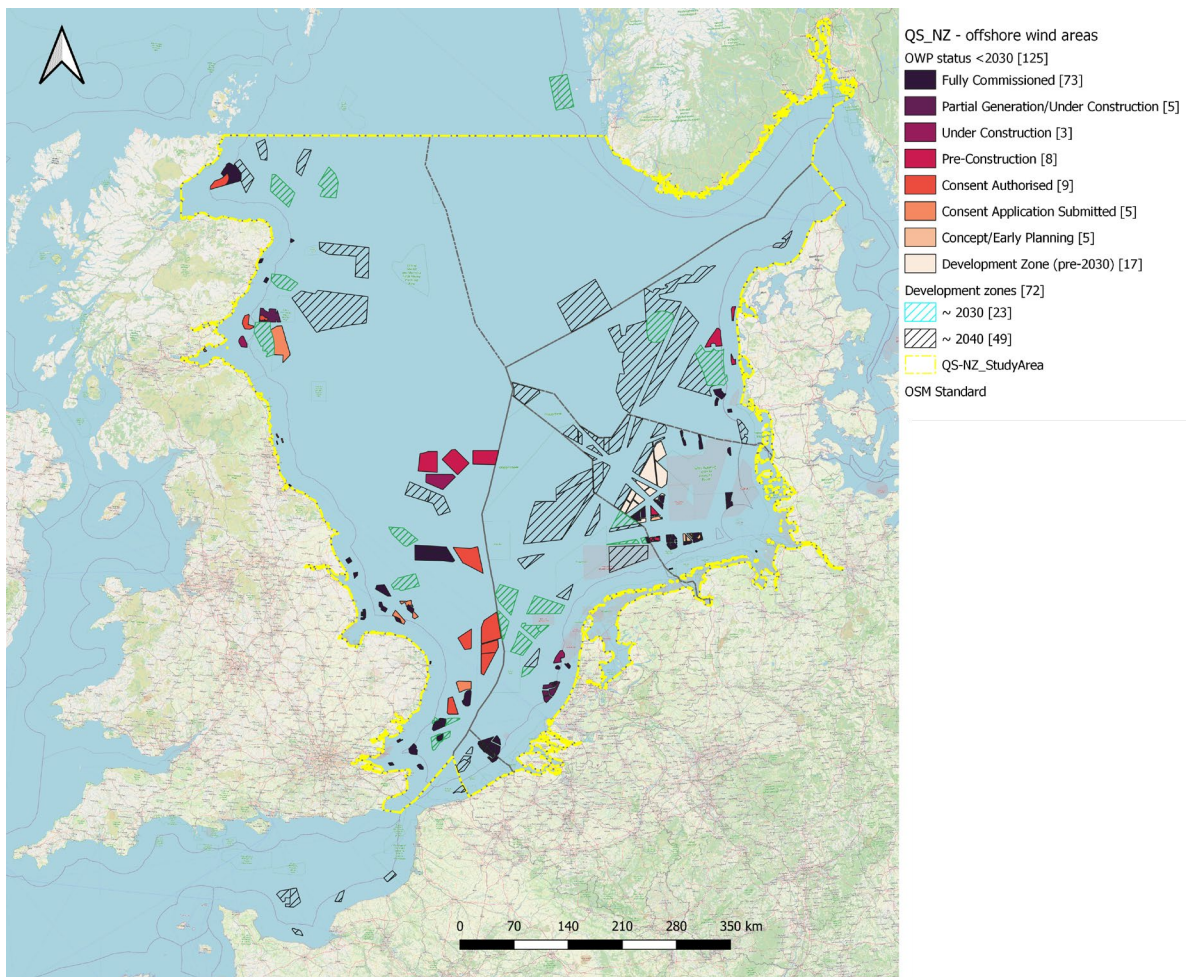 QS_NZ - offshore wind areas
OWP status <2030 [125]
Fully Commissioned [73]
Partial Generation/Under Construction [5]
Under Construction [3]
Pre-Construction [8]
Consent Authorised [9]
Consent Application Submitted [5]
Concept/Early Planning [5]
Development Zone (pre-2030) [17]
Development zones [72]
~ 2030 [23]
~ 2040 [49]
QS-NZ_StudyArea
OSM Standard
0 70 140 210 280 350 km